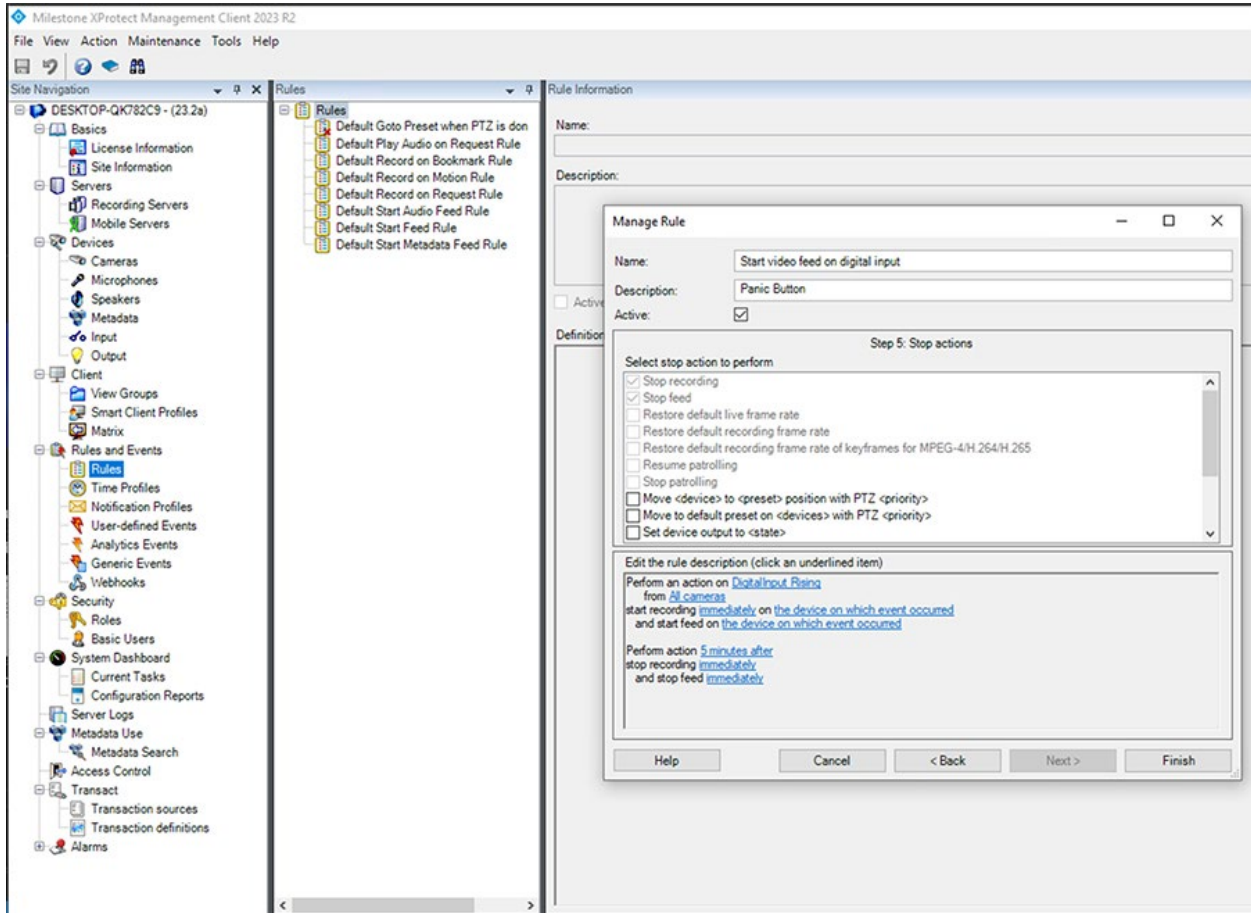 Milestone XProtect Management Client 2023 R2
File View Action Maintenance Tools Help
Site Navigation
DESKTOP-QK782C9 - (23.2a)
Basics
License Information
Site Information
Servers
Recording Servers
Mobile Servers
Devices
Cameras
Microphones
Speakers
Metadata
Input
Output
Client
View Groups
Smart Client Profiles
Matrix
Rules and Events
Rules
Time Profiles
Notification Profiles
User-defined Events
Analytics Events
Generic Events
Webhooks
Security
Roles
Basic Users
System Dashboard
Current Tasks
Configuration Reports
Server Logs
Metadata Use
Metadata Search
Access Control
Transact
Transaction sources
Transaction definitions
Alarms
Rules
Rules
Default Goto Preset when PTZ is don
Default Play Audio on Request Rule
Default Record on Bookmark Rule
Default Record on Motion Rule
Default Record on Request Rule
Default Start Audio Feed Rule
Default Start Feed Rule
Default Start Metadata Feed Rule
Rule Information
Name:
Description:
Active
Definition
Manage Rule
Name: Start video feed on digital input
Description: Panic Button
Active:
Step 5: Stop actions
Select stop action to perform
Stop recording
Stop feed
Restore default live frame rate
Restore default recording frame rate
Restore default recording frame rate of keyframes for MPEG-4/H.264/H.265
Resume patrolling
Stop patrolling
Move <device> to <preset> position with PTZ <priority>
Move to default preset on <devices> with PTZ <priority>
Set device output to <state>
Edit the rule description (click an underlined item)
Perform an action on DigitalInput Rising
from All cameras
start recording immediately on the device on which event occurred
and start feed on the device on which event occurred
Perform action 5 minutes after
stop recording immediately
and stop feed immediately
Help Cancel < Back Next > Finish